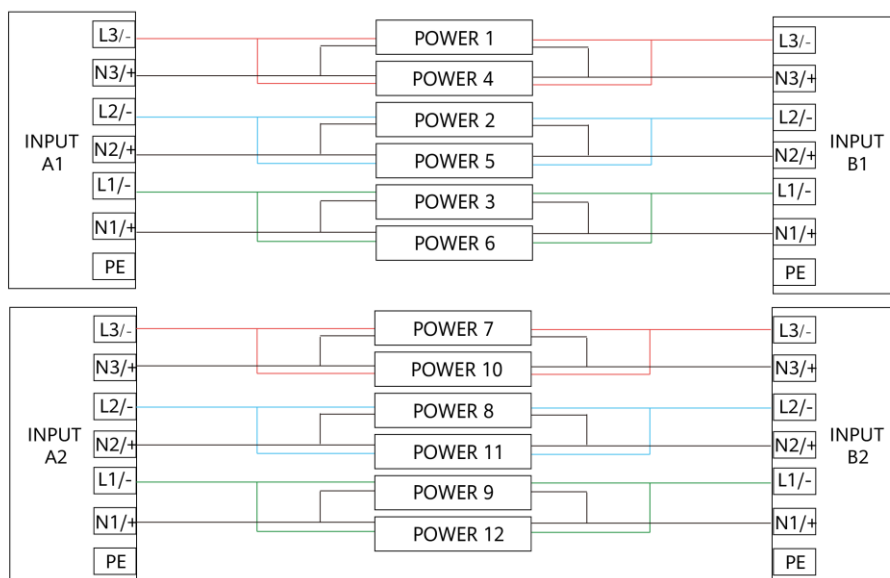 L3/-
N3/+
L2/-
INPUT
A1
N2/+
L1/-
N1/+
PE
POWER 1
POWER 4
POWER 2
POWER 5
POWER 3
POWER 6
L3/-
N3/+
L2/-
INPUT
B1
N2/+
L1/-
N1/+
PE
L3/-
N3/+
L2/-
INPUT
A2
N2/+
L1/-
N1/+
PE
POWER 7
POWER 10
POWER 8
POWER 11
POWER 9
POWER 12
L3/-
N3/+
L2/-
INPUT
B2
N2/+
L1/-
N1/+
PE